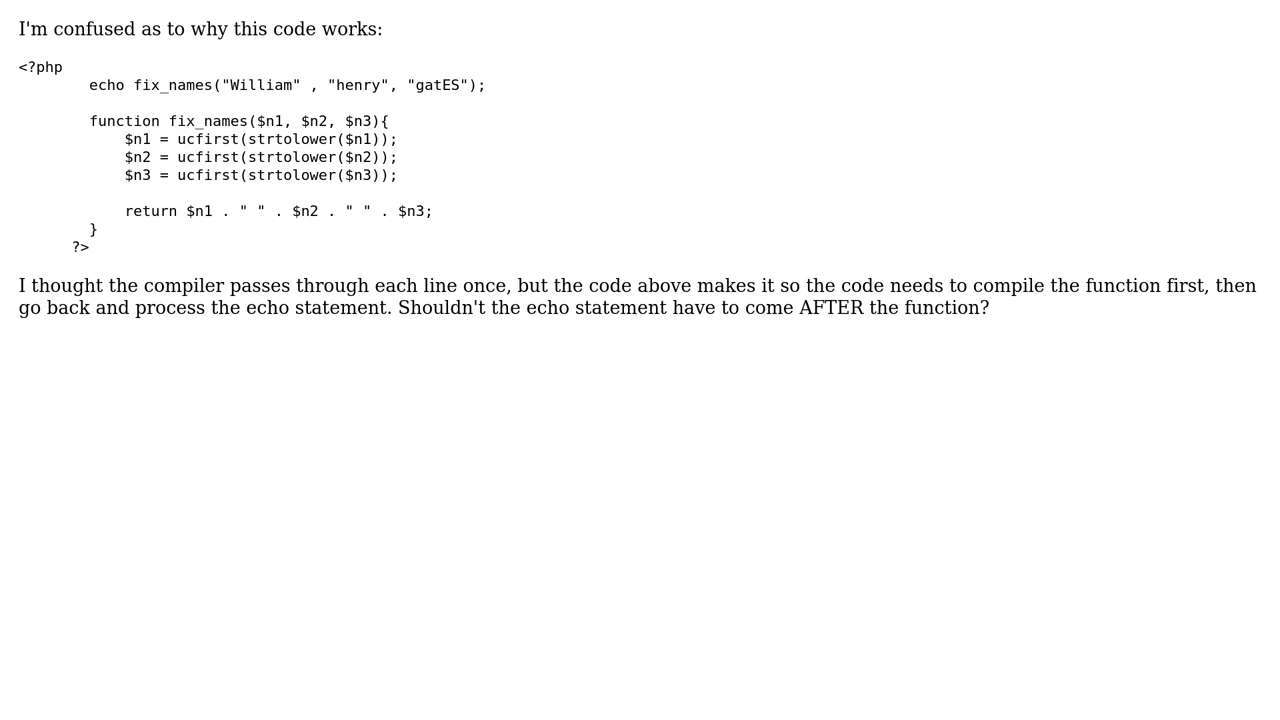 I'm confused as to why this code works:
<?php
        echo fix_names("William" , "henry", "gatES");

        function fix_names($n1, $n2, $n3){
            $n1 = ucfirst(strtolower($n1));
            $n2 = ucfirst(strtolower($n2));
            $n3 = ucfirst(strtolower($n3));

            return $n1 . " " . $n2 . " " . $n3;
        }
      ?>
I thought the compiler passes through each line once, but the code above makes it so the code needs to compile the function first, then
go back and process the echo statement. Shouldn't the echo statement have to come AFTER the function?